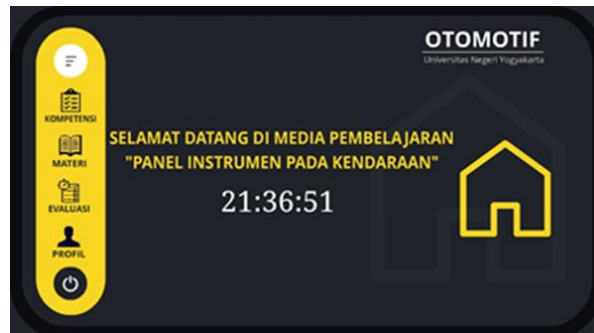 OTOMOTIF
Universitas Negeri Yogyakarta
KOMPETENSI
MATERI
EVALUASI
PROFIL
SELAMAT DATANG DI MEDIA PEMBELAJARAN
"PANEL INSTRUMEN PADA KENDARAAN"
21:36:51